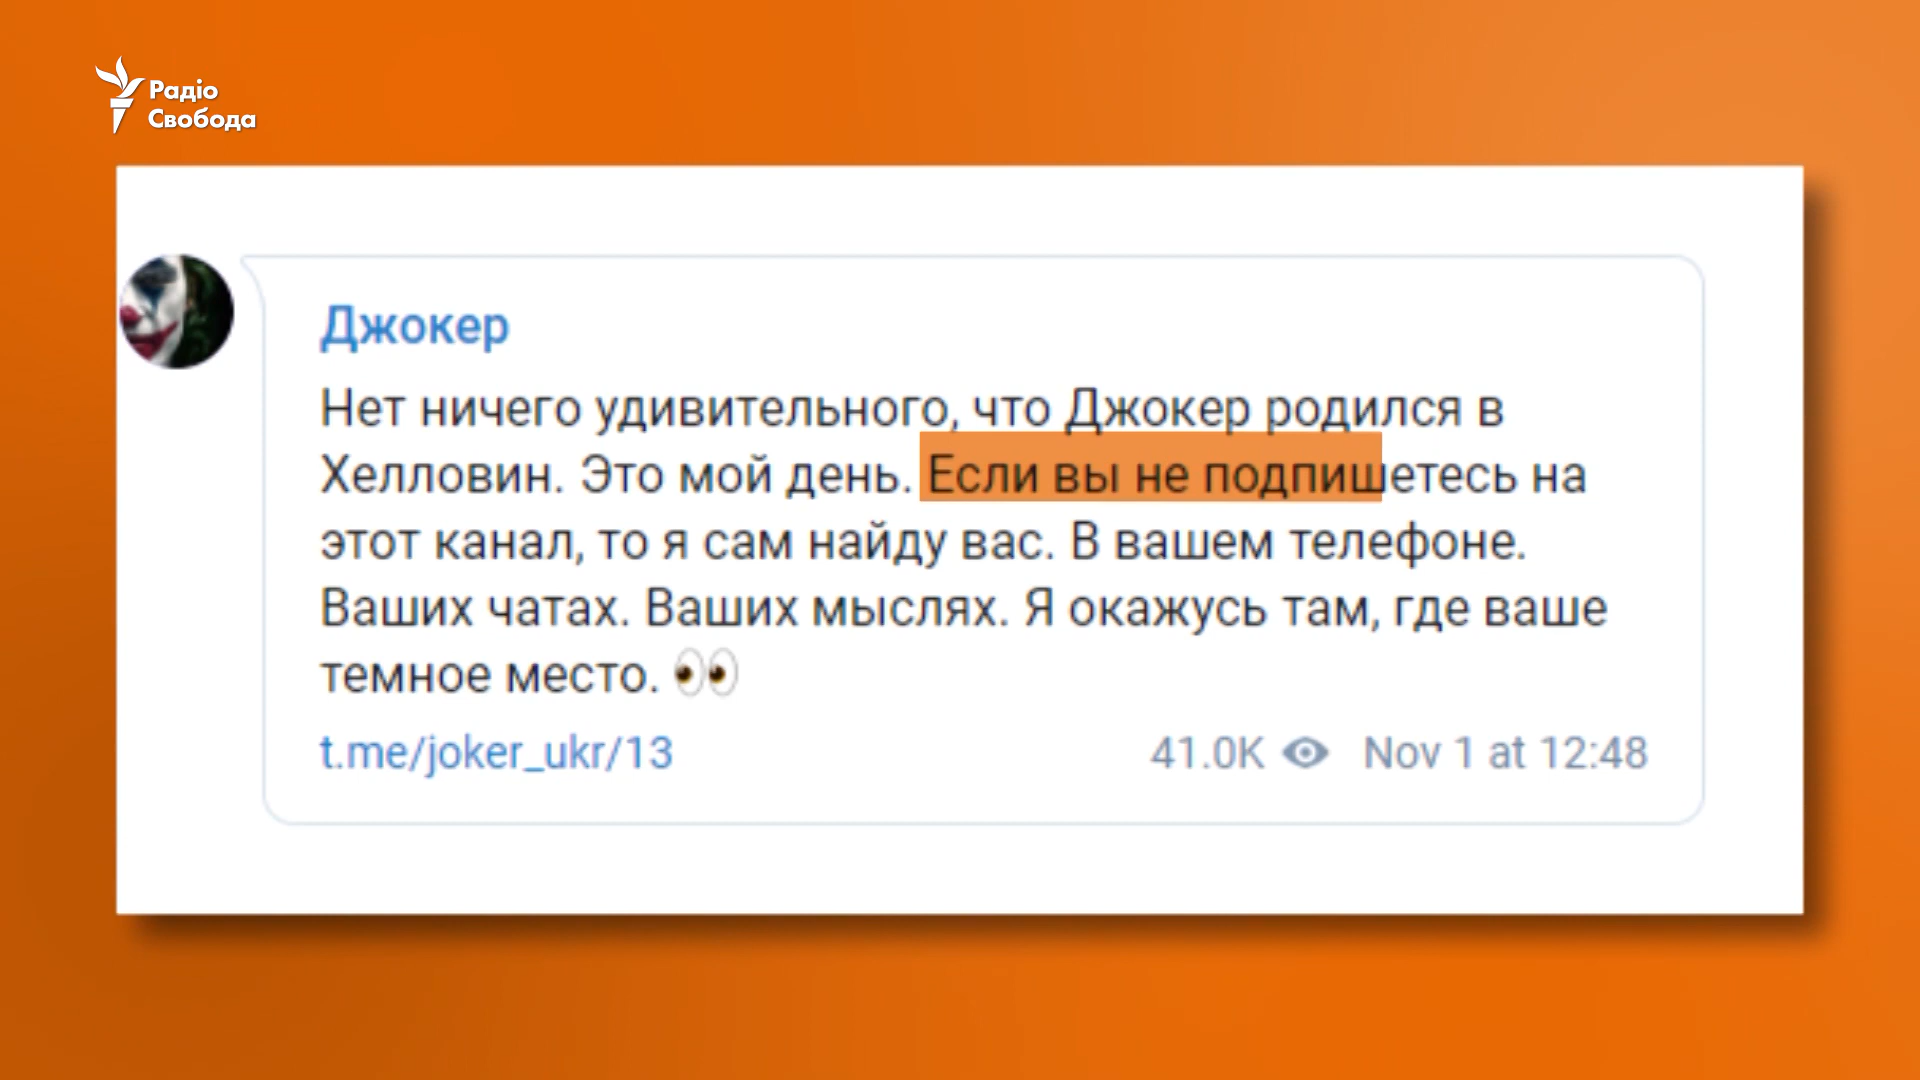 Радіо
Свобода
Джокер
Нет ничего удивительного, что Джокер родился в
Хелловин. Это мой день. Если вы не подпишетесь на
этот канал, то я сам найду вас. В вашем телефоне.
Ваших чатах. Ваших мыслях. Я окажусь там, где ваше
темное место. 👀
t.me/joker_ukr/13
41.0K Nov 1 at 12:48